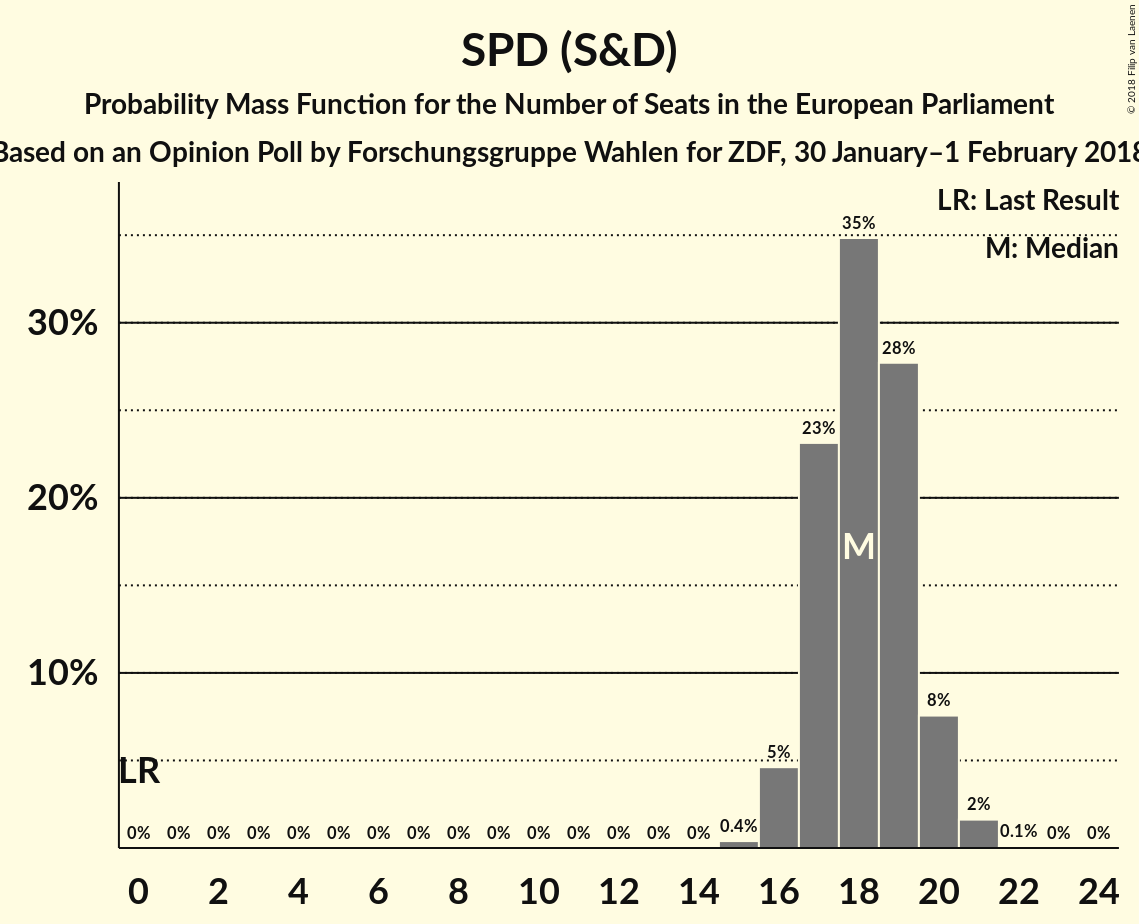 SPD (S&D)
Probability Mass Function for the Number of Seats in the European Parliament
Based on an Opinion Poll by Forschungsgruppe Wahlen for ZDF, 30 January–1 February 2018
© 2018 Filip van Laenen
LR: Last Result
M: Median
35%
30%
28%
23%
20%
M
10%
8%
5%
LR
2%
0% 0% 0% 0% 0% 0% 0% 0% 0% 0% 0% 0% 0% 0% 0% 0.4% 0.1% 0% 0%
0 2 4 6 8 10 12 14 16 18 20 22 24